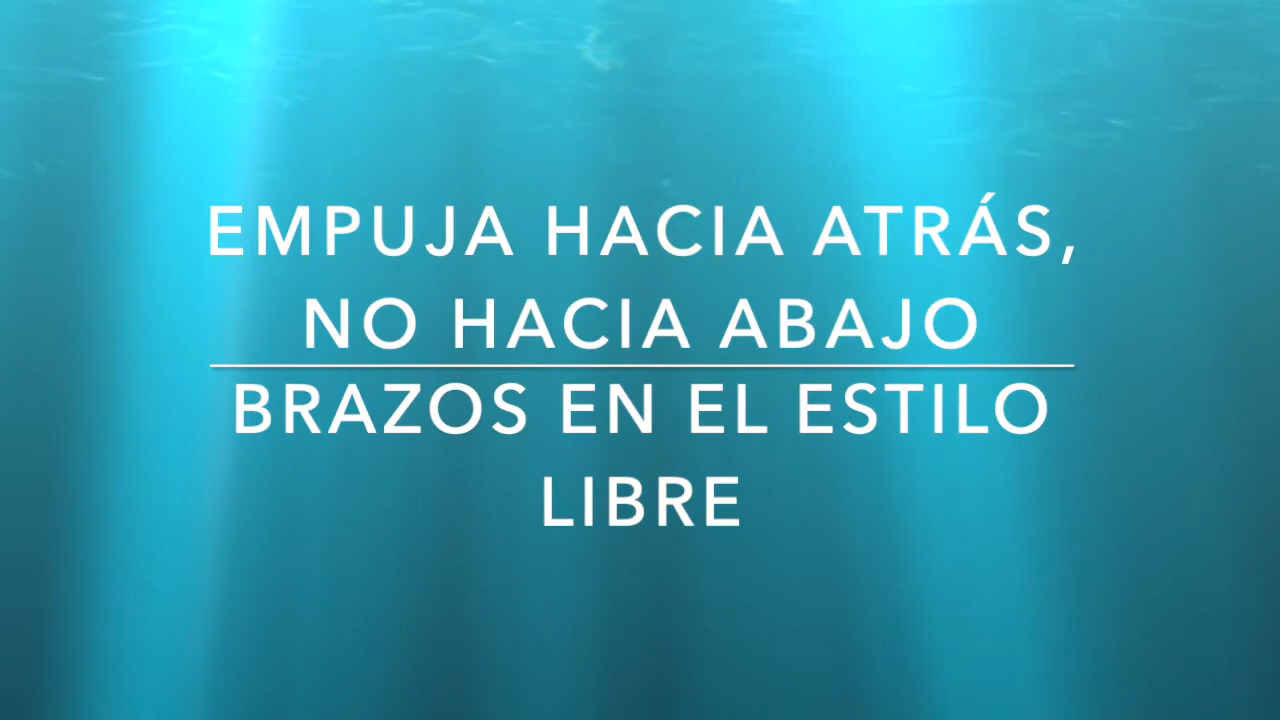 EMPUJA HACIA ATRÁS,
NO HACIA ABAJO
BRAZOS EN EL ESTILO
LIBRE